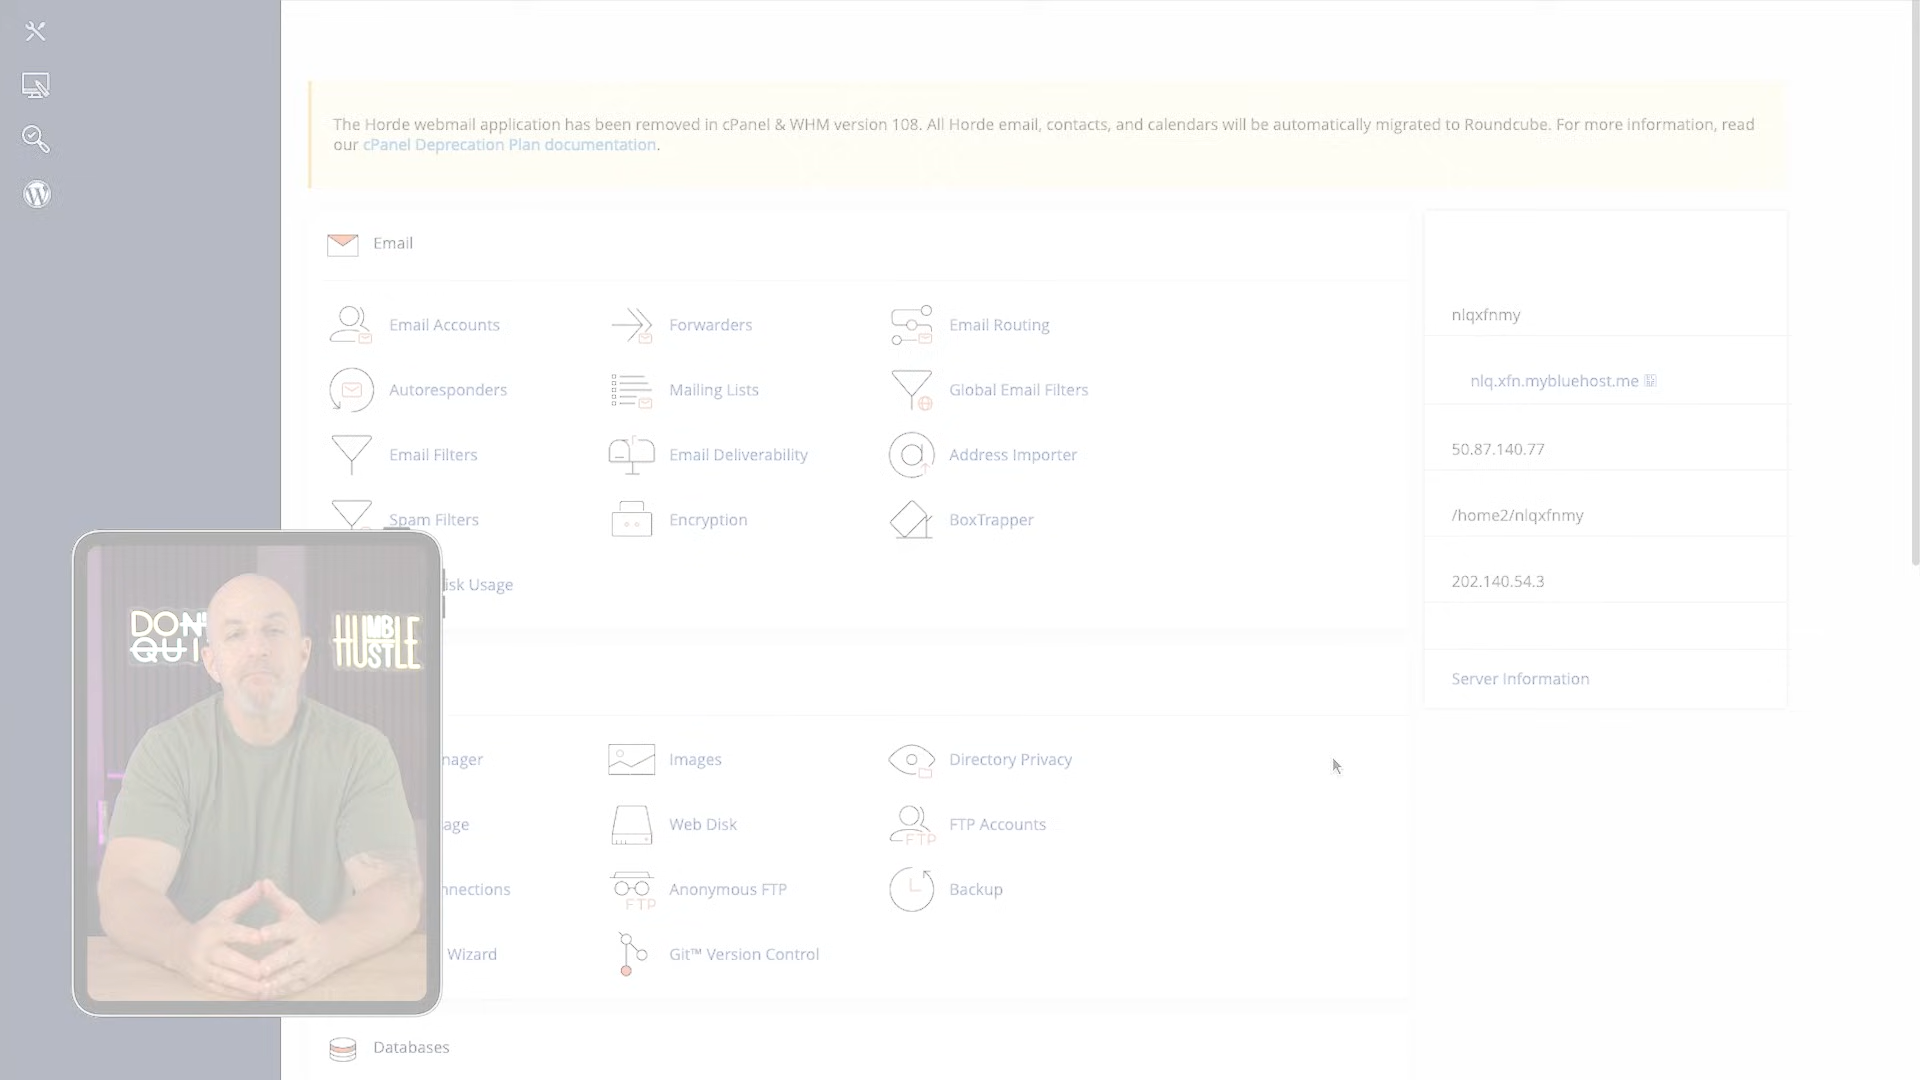 The Horde webmail application has been removed in cPanel & WHM version 108. All Horde email, contacts, and calendars will be automatically migrated to Roundcube. For more information, read
our cPanel Deprecation Plan documentation.
Email
Email Accounts
Forwarders
Email Routing
Autoresponders
Mailing Lists
Global Email Filters
Email Filters
Email Deliverability
Address Importer
Spam Filters
Encryption
BoxTrapper
isk Usage
nlqxfnmy
nlq.xfn.mybluehost.me
50.87.140.77
/home2/nlqxfnmy
202.140.54.3
Server Information
DON'
QUI
HUMBLE
HUSTLE
nager
Images
Directory Privacy
age
Web Disk
FTP Accounts
nnections
Anonymous FTP
Backup
Wizard
Git™ Version Control
Databases